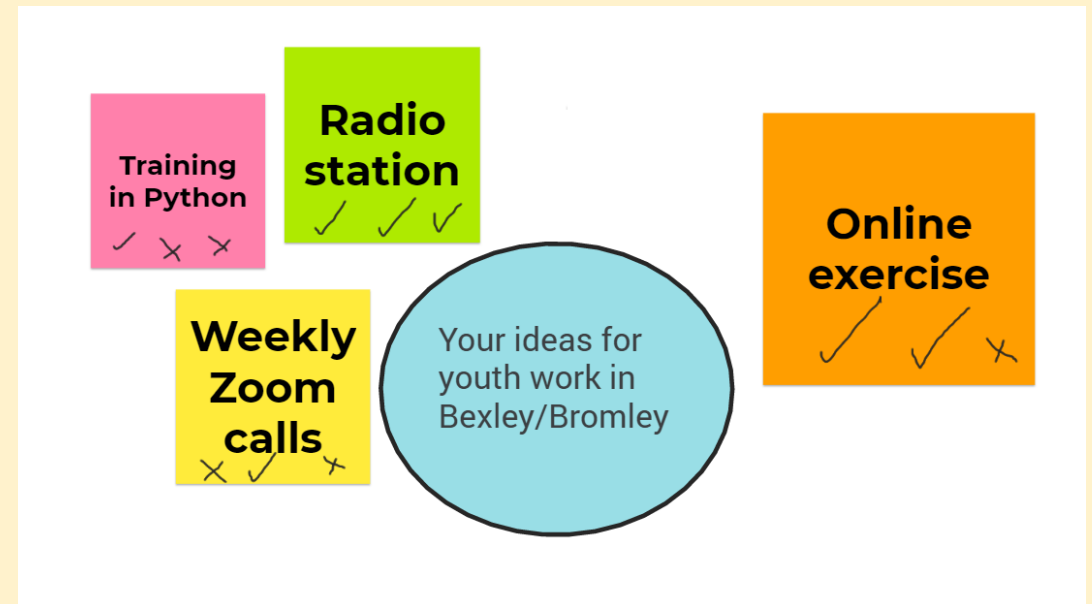 Training
in Python
✓ ✗ ✗
Radio
station
✓ ✓ ✓
Weekly
Zoom
calls
✗ ✓ ✗
Your ideas for
youth work in
Bexley/Bromley
Online
exercise
✓ ✓ ✗